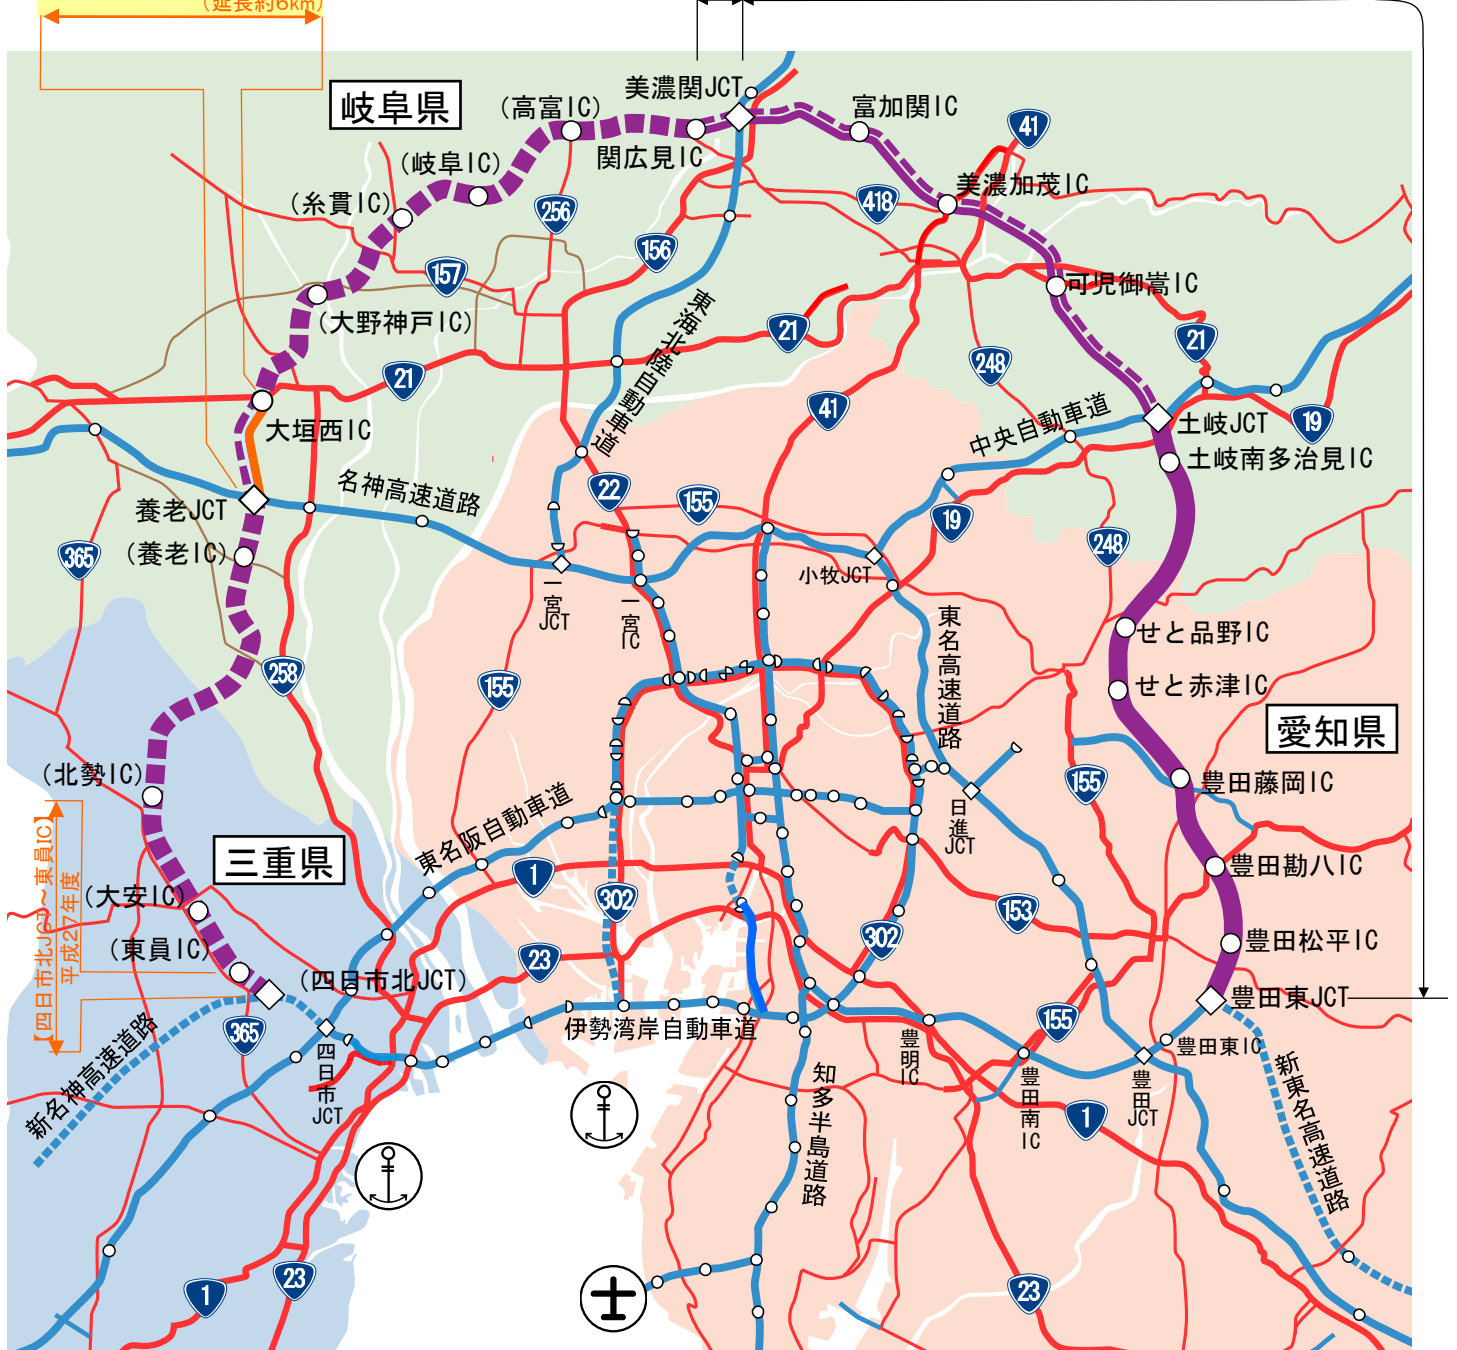 (延長約6km)
岐阜県
美濃関JCT
(高富IC)
富加関IC
41
関広見IC
(岐阜IC)
美濃加茂IC
(糸貫IC)
256
418
156
157
可児御嵩IC
東海北陸自動車道
(大野神戸IC)
21
21
248
21
41
中央自動車道
土岐JCT
19
大垣西IC
土岐南多治見IC
名神高速道路
22
155
養老JCT
19
(養老IC)
365
248
小牧JCT
一宮JCT
一宮IC
東名高速道路
せと品野IC
258
155
せと赤津IC
愛知県
(北勢IC)
155
豊田藤岡IC
日進JCT
東名阪自動車道
三重県
1
豊田勘八IC
【四日市北JCT~東員IC】
平成27年度
(大安IC)
302
153
302
(東員IC)
23
豊田松平IC
(四日市北JCT)
豊田東JCT
365
伊勢湾岸自動車道
155
新名神高速道路
四日市JCT
豊明IC
豊田東IC
豊田南IC
豊田JCT
知多半島道路
新東名高速道路
1
23
1
23